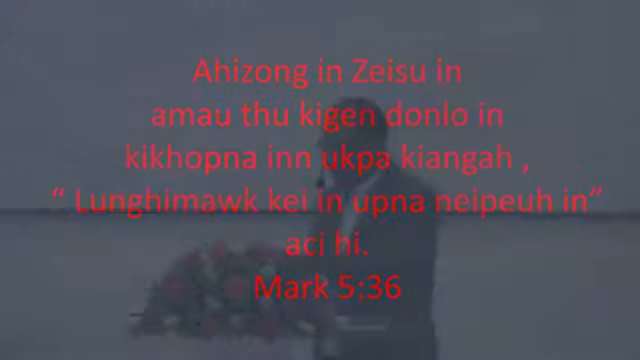 Ahizong in Zeisu in
amau thu kigen donlo in
kikhopna inn ukpa kiangah ,
“ Lunghimawk kei in upna neipeuh in”
aci hi.
Mark 5:36